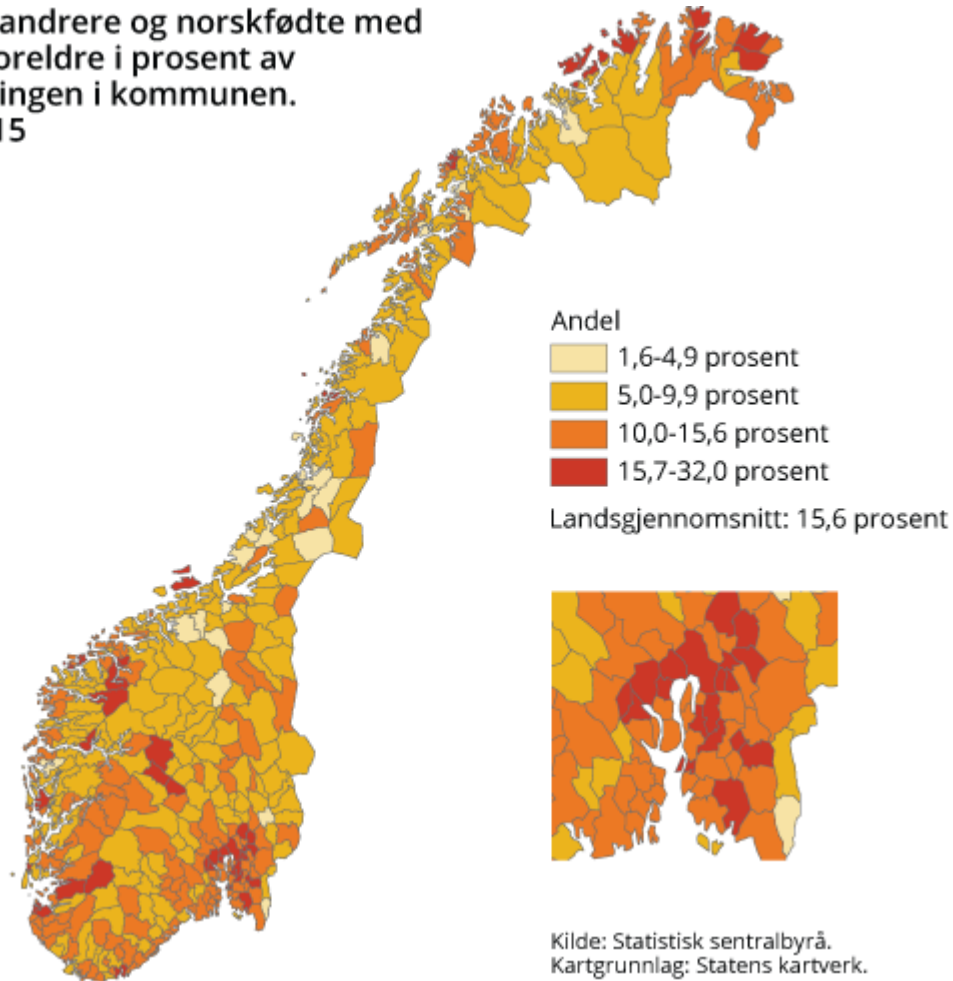 andrere og norskfødte med
oreldre i prosent av
ingen i kommunen.
15
Andel
1,6-4,9 prosent
5,0-9,9 prosent
10,0-15,6 prosent
15,7-32,0 prosent
Landsgjennomsnitt: 15,6 prosent
Kilde: Statistisk sentralbyrå.
Kartgrunnlag: Statens kartverk.